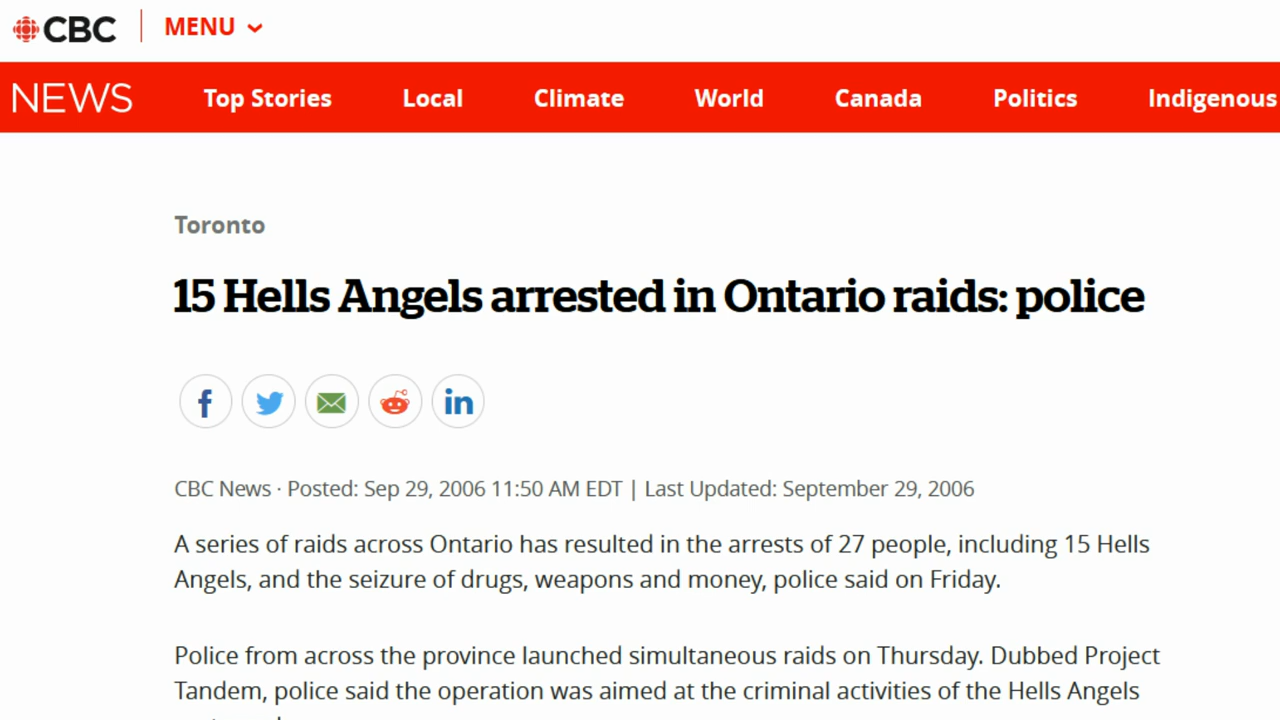 CBC MENU
NEWS Top Stories Local Climate World Canada Politics Indigenous
Toronto
15 Hells Angels arrested in Ontario raids: police
f in
CBC News · Posted: Sep 29, 2006 11:50 AM EDT | Last Updated: September 29, 2006
A series of raids across Ontario has resulted in the arrests of 27 people, including 15 Hells
Angels, and the seizure of drugs, weapons and money, police said on Friday.
Police from across the province launched simultaneous raids on Thursday. Dubbed Project
Tandem, police said the operation was aimed at the criminal activities of the Hells Angels